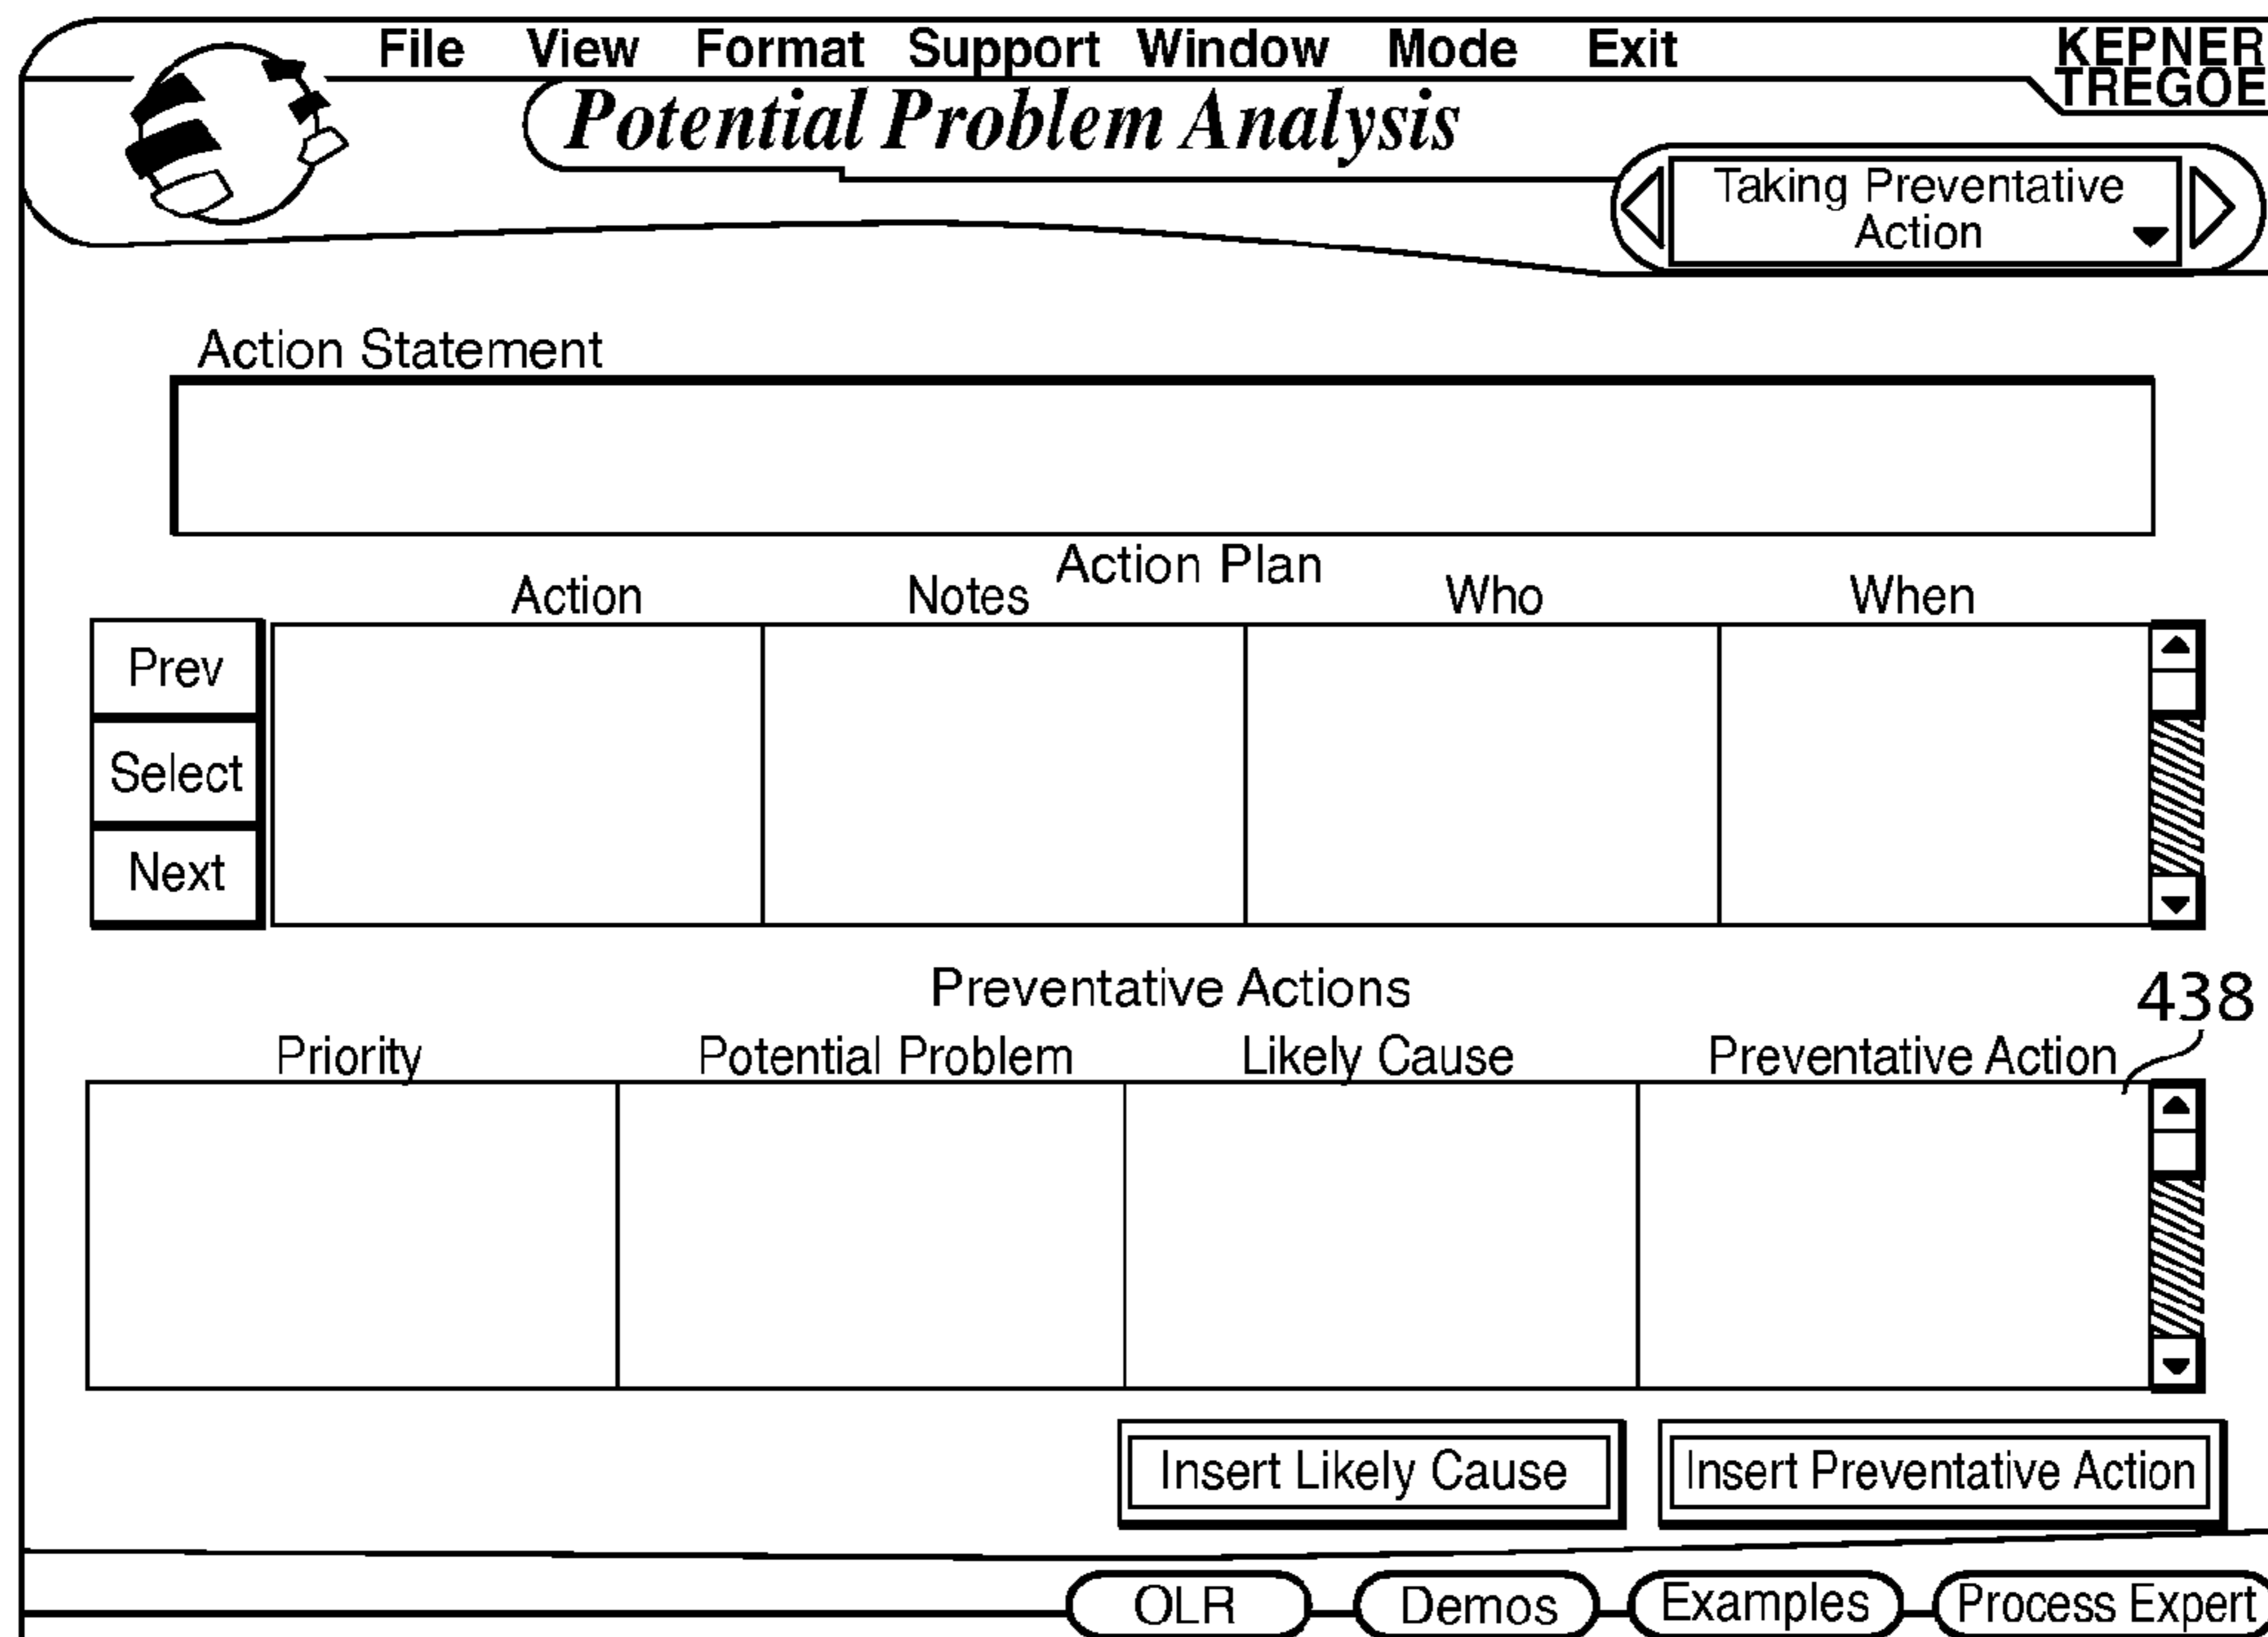 File View Format Support Window Mode Exit
KEPNER
TREGOE
Potential Problem Analysis
Taking Preventative
Action
Action Statement
Action Plan
Action Notes Who When
Prev
Select
Next
Preventative Actions
438
Priority Potential Problem Likely Cause Preventative Action
Insert Likely Cause Insert Preventative Action
OLR Demos Examples Process Expert